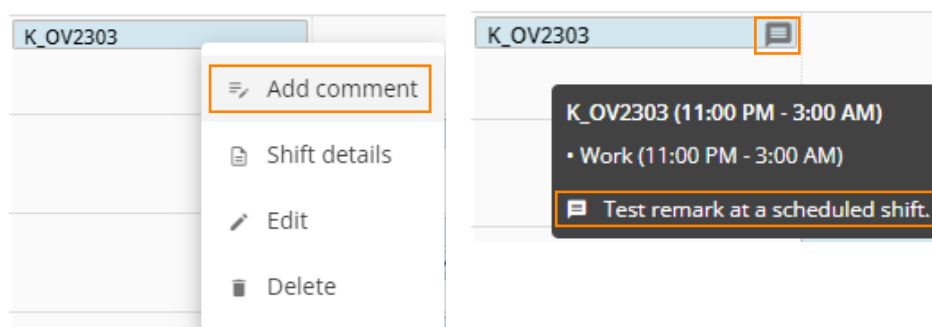 K_OV2303
Add comment
Shift details
Edit
Delete
K_OV2303
K_OV2303 (11:00 PM - 3:00 AM)
• Work (11:00 PM - 3:00 AM)
Test remark at a scheduled shift.